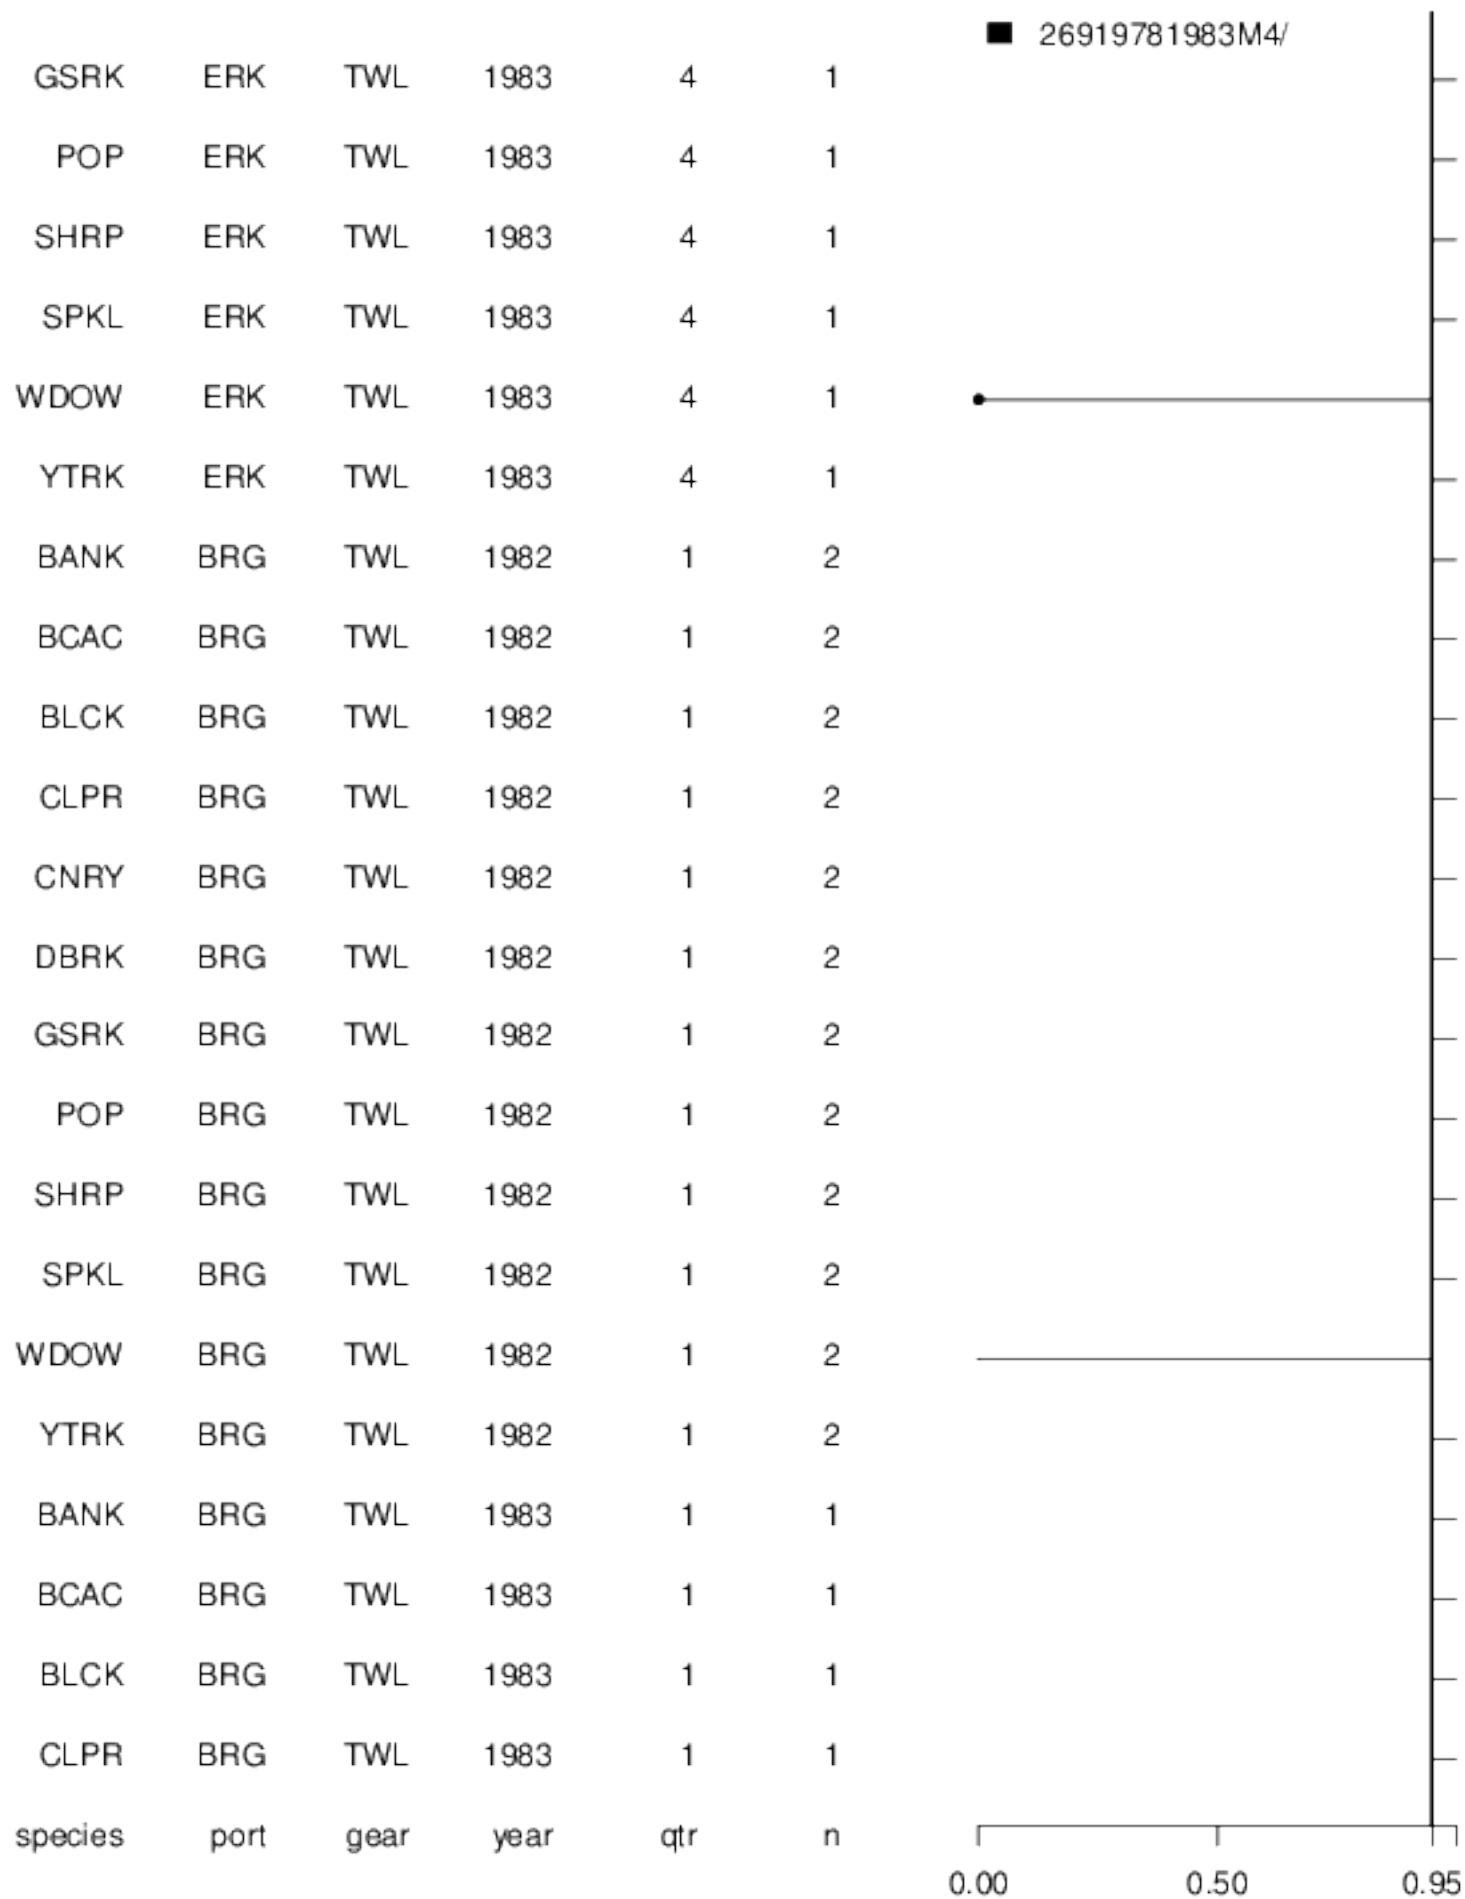 26919781983M4/
GSRK ERK TWL 1983 4 1
POP ERK TWL 1983 4 1
SHRP ERK TWL 1983 4 1
SPKL ERK TWL 1983 4 1
WDOW ERK TWL 1983 4 1
YTRK ERK TWL 1983 4 1
BANK BRG TWL 1982 1 2
BCAC BRG TWL 1982 1 2
BLCK BRG TWL 1982 1 2
CLPR BRG TWL 1982 1 2
CNRY BRG TWL 1982 1 2
DBRK BRG TWL 1982 1 2
GSRK BRG TWL 1982 1 2
POP BRG TWL 1982 1 2
SHRP BRG TWL 1982 1 2
SPKL BRG TWL 1982 1 2
WDOW BRG TWL 1982 1 2
YTRK BRG TWL 1982 1 2
BANK BRG TWL 1983 1 1
BCAC BRG TWL 1983 1 1
BLCK BRG TWL 1983 1 1
CLPR BRG TWL 1983 1 1
species port gear year qtr n
0.00 0.50 0.95